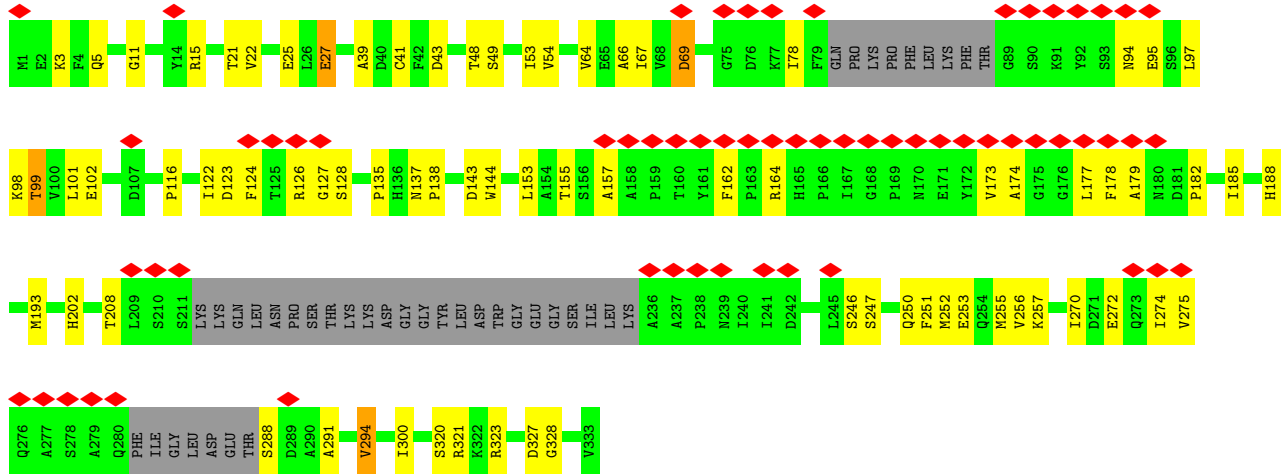 M1 E2 K3 F4 Q5 G11 Y14 R15 T21 V22 E25 L26 E27 A39 D40 C41 F42 D43 T48 S49 I53 V54 V64 E65 A66 I67 V68 D69 G75 D76 K77 I78 F79 GLN PRO LYS PRO PHE LEU LYS PHE THR G89 S90 K91 Y92 S93 N94 E95 S96 L97
K98 T99 V100 L101 E102 D107 P116 I122 D123 F124 T125 R126 G127 S128 P135 H136 N137 P138 D143 W144 L153 A154 T155 S156 A157 A158 P159 T160 Y161 F162 P163 R164 H165 P166 I167 G168 P169 N170 E171 Y172 V173 A174 G175 G176 L177 F178 A179 N180 D181 P182 I185 H188
M193 H202 T208 L209 S210 S211 LYS LYS GLN LEU ASN PRO SER THR LYS LYS ASP GLY GLY TYR LEU ASP TRP GLY GLU GLY SER ILE LEU LYS A236 A237 P238 N239 I240 I241 D242 L245 S246 S247 Q250 F251 M252 E253 Q254 M255 V256 K257 I270 D271 E272 Q273 I274 V275
Q276 A277 S278 A279 Q280 PHE ILE GLY LEU ASP GLU THR S288 D289 A290 A291 V294 I300 S320 R321 K322 R323 D327 G328 V333